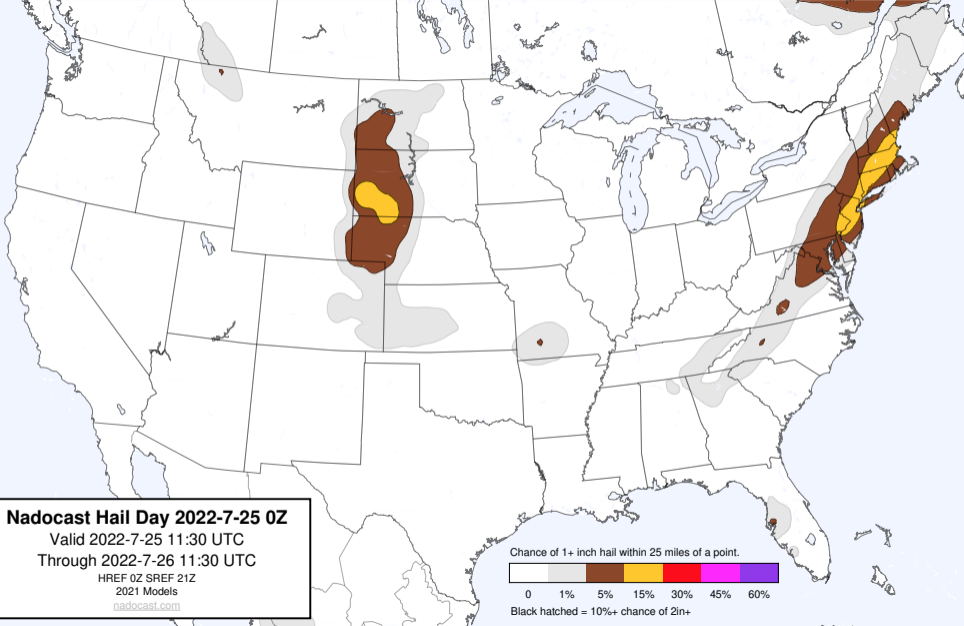 Nadocast Hail Day 2022-7-25 0Z
Valid 2022-7-25 11:30 UTC
Through 2022-7-26 11:30 UTC
HREF 0Z SREF 21Z
2021 Models
nadocast.com
Chance of 1+ inch hail within 25 miles of a point.
0 1% 5% 15% 30% 45% 60%
Black hatched = 10%+ chance of 2in+